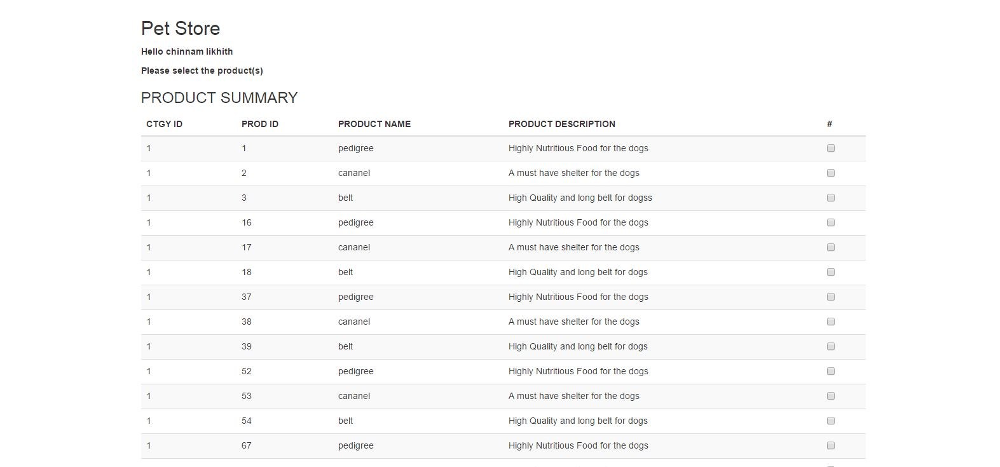 Pet Store
Hello chinnam likhith
Please select the product(s)
PRODUCT SUMMARY
CTGY ID PROD ID PRODUCT NAME PRODUCT DESCRIPTION #
1 1 pedigree Highly Nutritious Food for the dogs
1 2 cananel A must have shelter for the dogs
1 3 belt High Quality and long belt for dogss
1 16 pedigree Highly Nutritious Food for the dogs
1 17 cananel A must have shelter for the dogs
1 18 belt High Quality and long belt for dogs
1 37 pedigree Highly Nutritious Food for the dogs
1 38 cananel A must have shelter for the dogs
1 39 belt High Quality and long belt for dogs
1 52 pedigree Highly Nutritious Food for the dogs
1 53 cananel A must have shelter for the dogs
1 54 belt High Quality and long belt for dogs
1 67 pedigree Highly Nutritious Food for the dogs